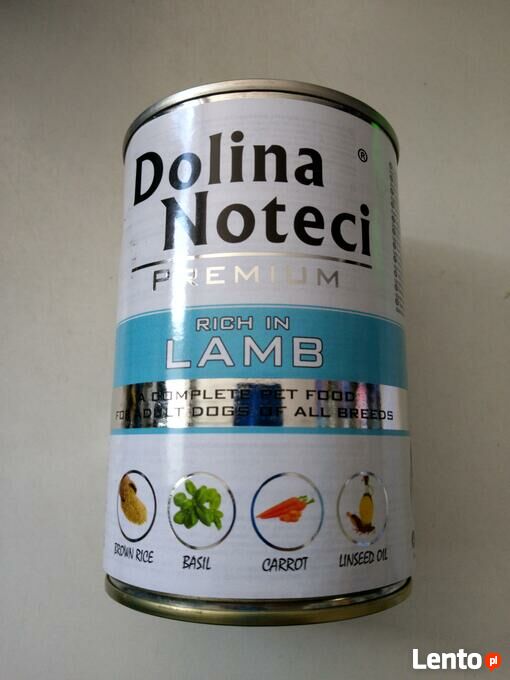 Dolina ®
Noteci
PREMIUM
RICH IN
LAMB
A COMPLETE PET FOOD
FOR ADULT DOGS OF ALL BREEDS
BROWN RICE BASIL CARROT LINSEED OIL
Lento pl